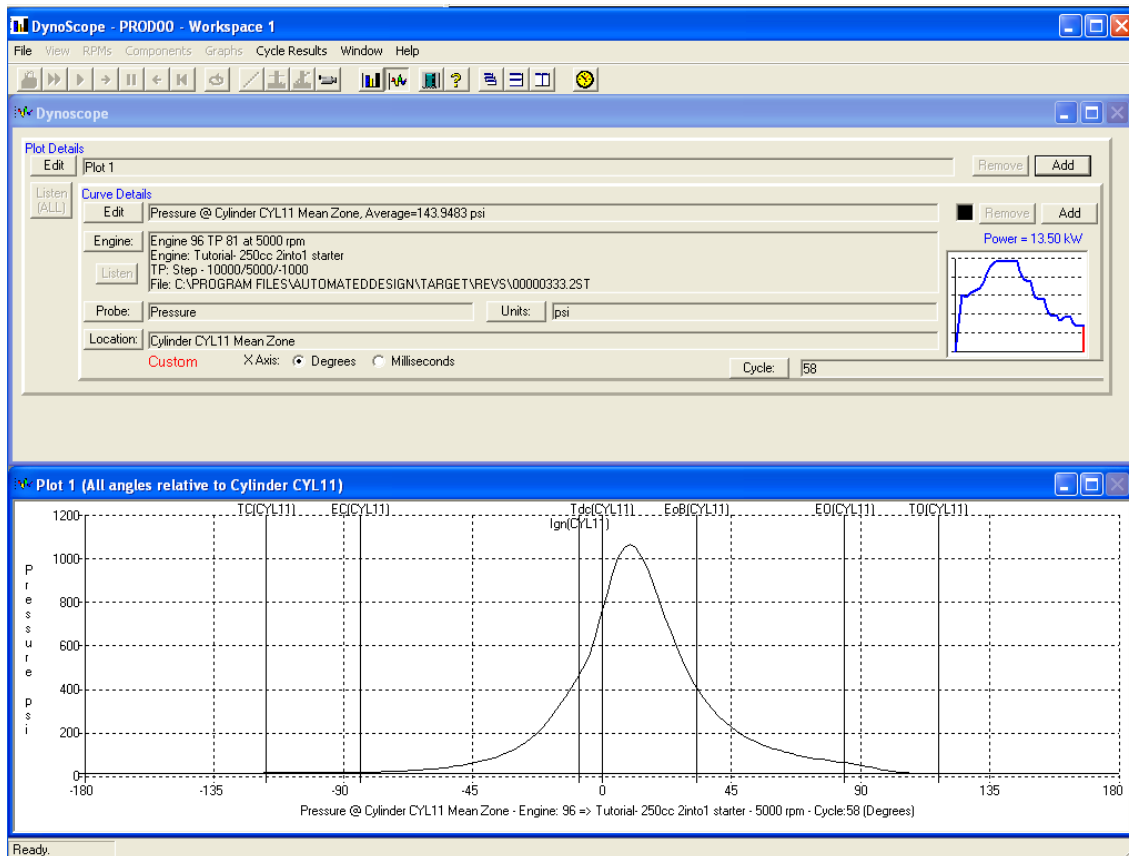 DynoScope - PROD00 - Workspace 1
File View RPMs Components Graphs Cycle Results Window Help
Dynoscope
Plot Details
Edit Plot 1 Remove Add
Listen (ALL)
Curve Details
Edit Pressure @ Cylinder CYL11 Mean Zone, Average=143.9483 psi Remove Add
Engine: Engine 96 TP 81 at 5000 rpm
Engine: Tutorial- 250cc 2into1 starter
TP: Step - 10000/5000/-1000
File: C:\PROGRAM FILES\AUTOMATEDDESIGN\TARGET\REVS\00000333.2ST
Listen
Power = 13.50 kW
Probe: Pressure Units: psi
Location: Cylinder CYL11 Mean Zone
Custom X Axis: Degrees Milliseconds
Cycle: 58
Plot 1 (All angles relative to Cylinder CYL11)
TC(CYL11) EC(CYL11) Tdc(CYL11) EoB(CYL11) EO(CYL11) TO(CYL11)
Ign(CYL11)
1200
1000
800
600
400
200
0
Pressure psi
-180 -135 -90 -45 0 45 90 135 180
Pressure @ Cylinder CYL11 Mean Zone - Engine: 96 => Tutorial- 250cc 2into1 starter - 5000 rpm - Cycle:58 (Degrees)
Ready.